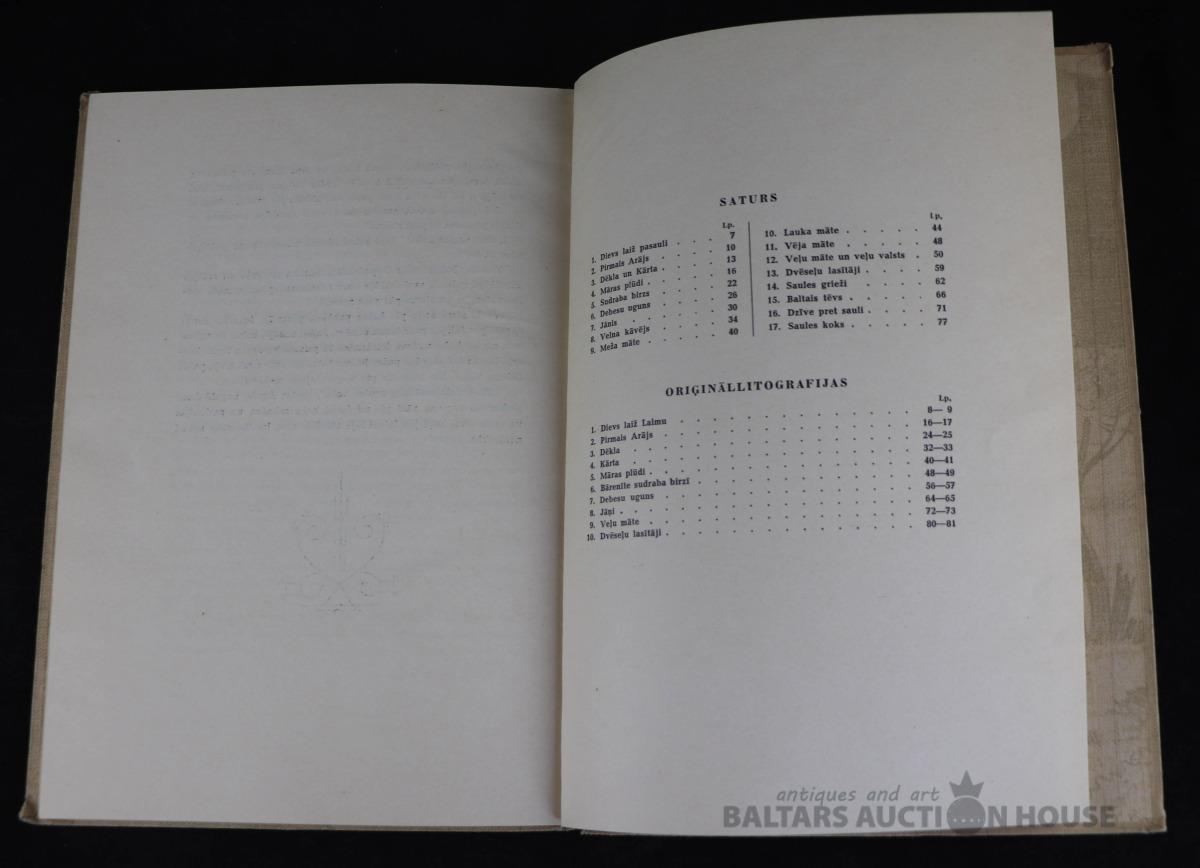 SATURS
Lp.
1. Dievs laiž pasauli . . . 7
2. Pirmais Arājs . . . . 10
3. Dēkla un Kārta . . . 13
4. Māras plūdi . . . . 16
5. Sudraba birzs . . . . 22
6. Debesu uguns . . . . 26
7. Jānis . . . . . 30
8. Velna kāvējs . . . . 34
9. Meža māte . . . . 40
Lp.
10. Lauka māte . . . . . 44
11. Vēja māte . . . . . 48
12. Veļu māte un veļu valsts . 50
13. Dvēseļu lasītāji . . . . 59
14. Saules grieži . . . . 62
15. Baltais tēvs . . . . . 66
16. Dzīve pret sauli . . . . 71
17. Saules koks . . . . . 77
ORIĢINĀLLITOGRAFIJAS
Lp.
1. Dievs laiž Laimu . . . . . . . . . . 8— 9
2. Pirmais Arājs . . . . . . . . . . . 16—17
3. Dēkla . . . . . . . . . . . . 24—25
4. Kārta . . . . . . . . . . . . 32—33
5. Māras plūdi . . . . . . . . . . . 40—41
6. Bārenīte sudraba birzī . . . . . . . . . 48—49
7. Debesu uguns . . . . . . . . . . . 56—57
8. Jāņi . . . . . . . . . . . . 64—65
9. Veļu māte . . . . . . . . . . . 72—73
10. Dvēseļu lasītāji . . . . . . . . . . 80—81
antiques and art
BALTARS AUCTION HOUSE